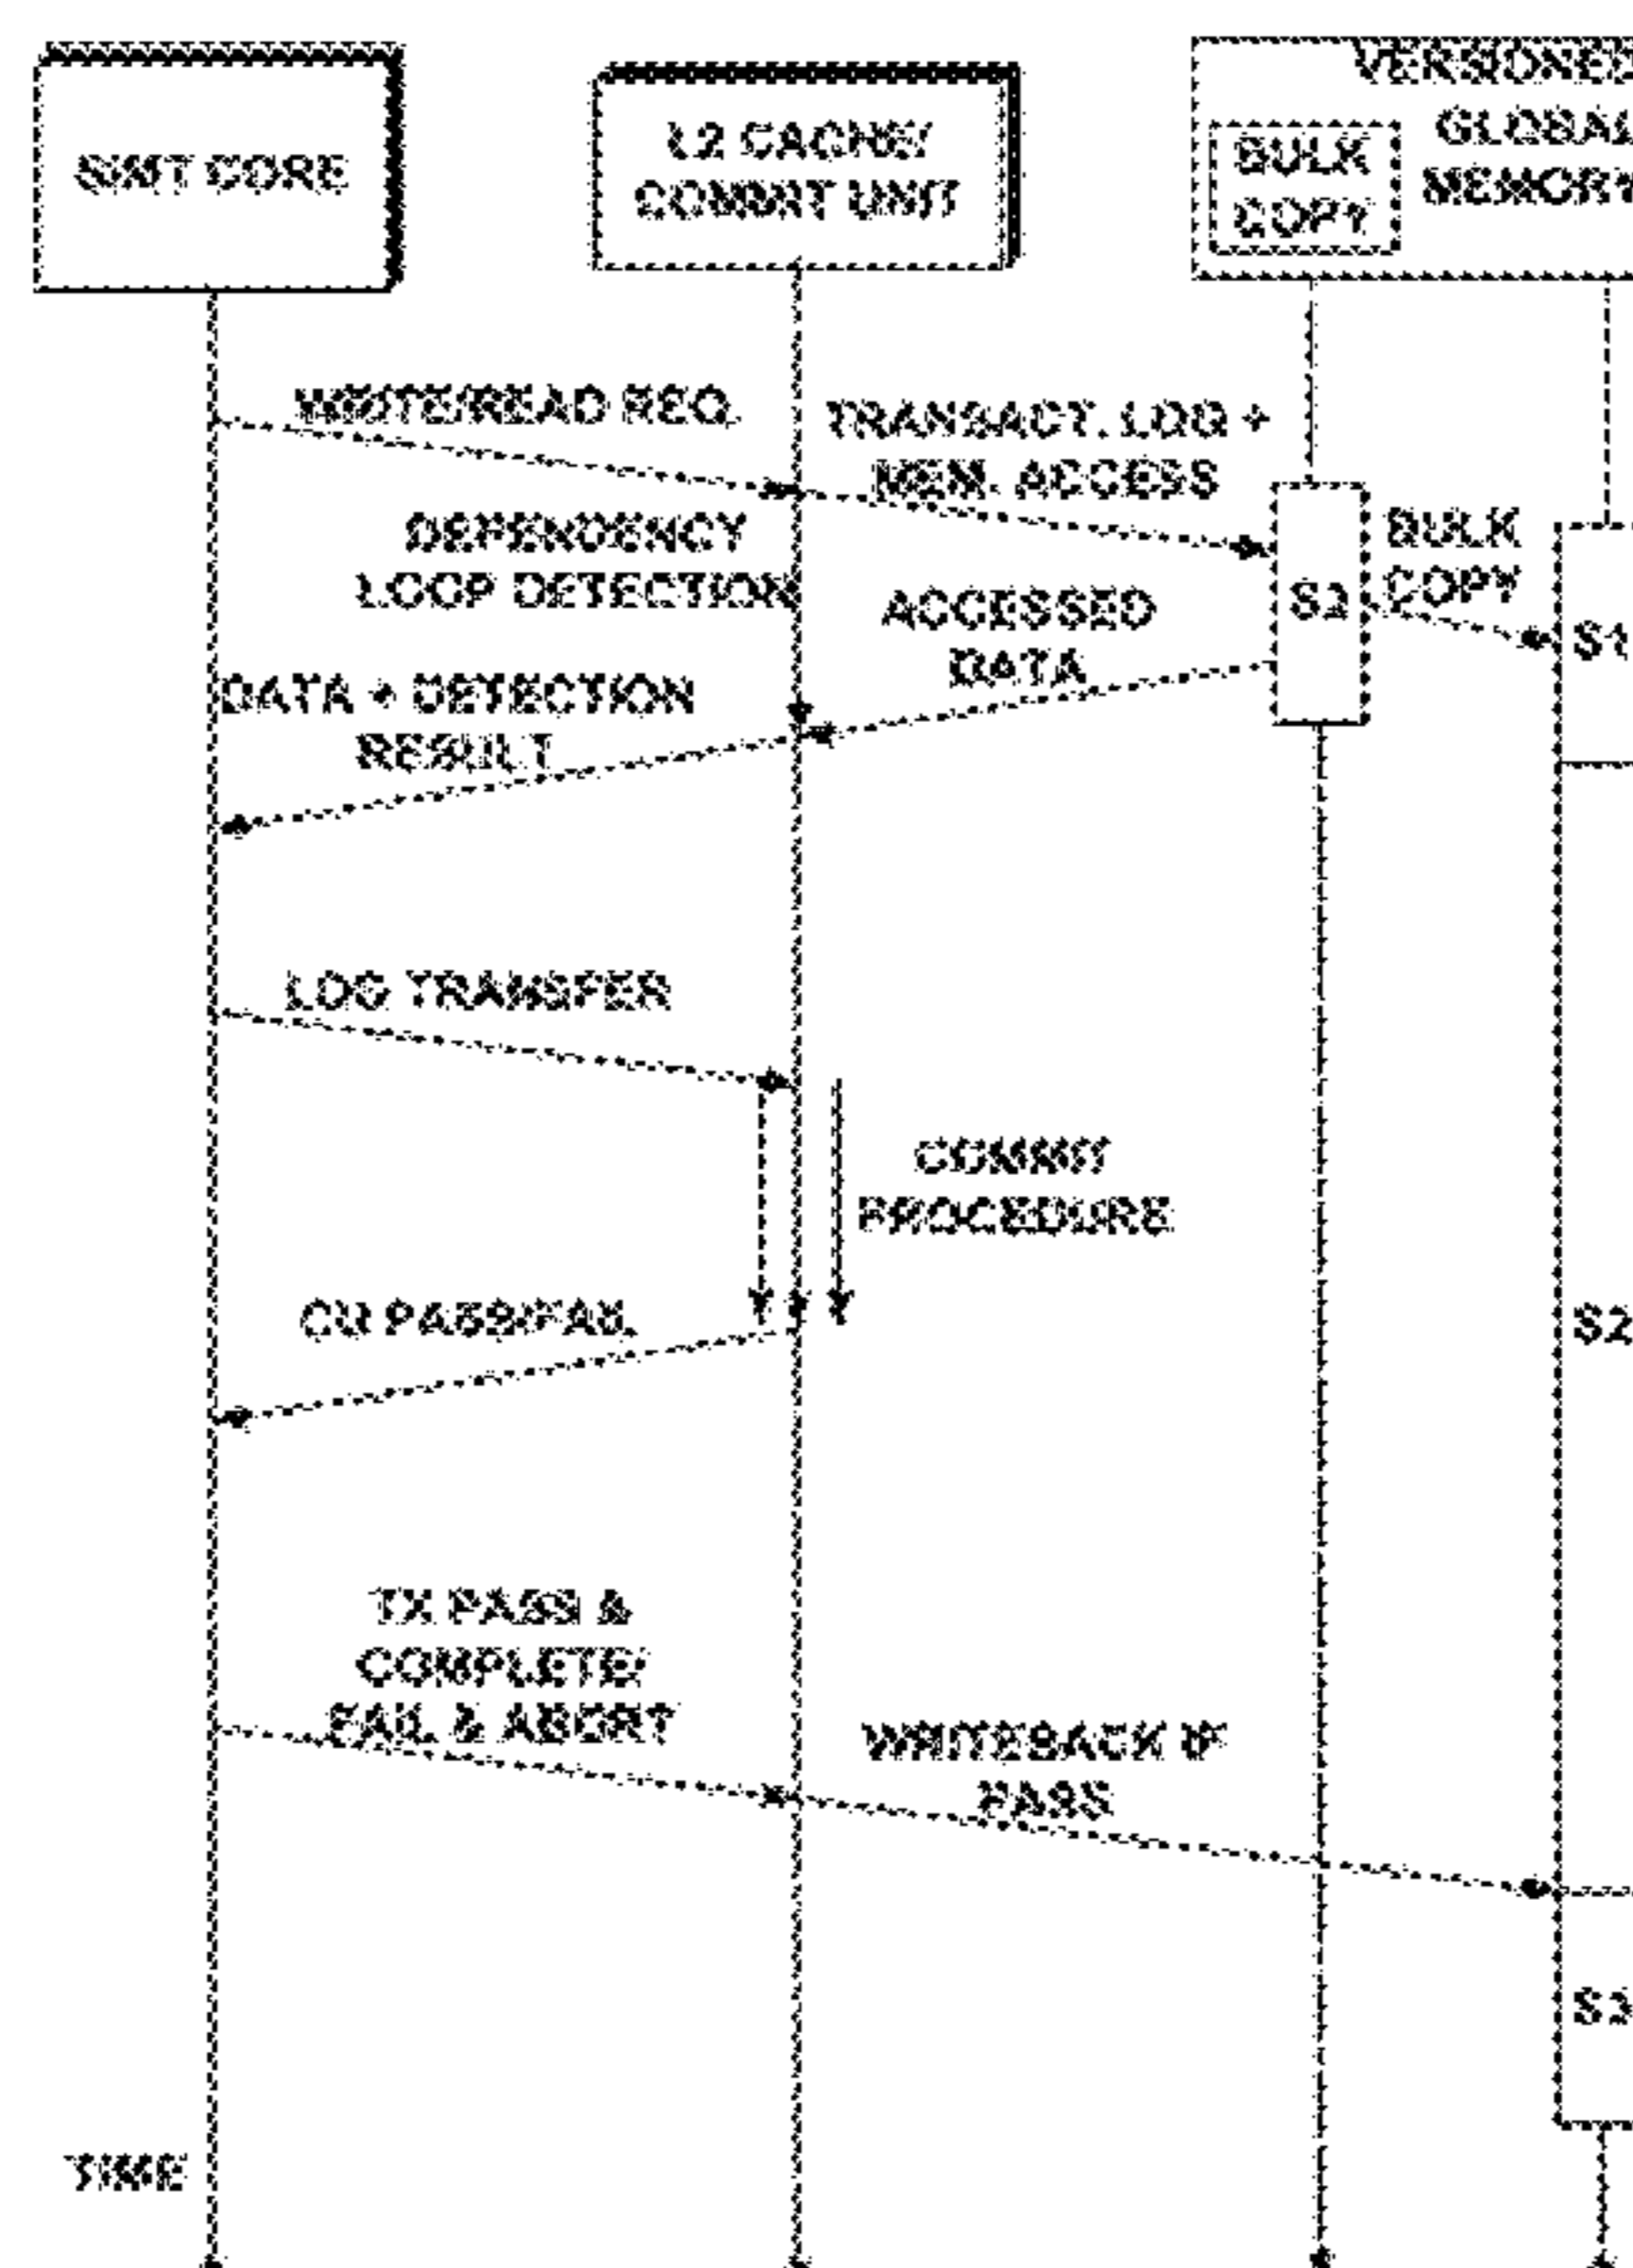 SIMT CORE
L2 CACHE/
COMMIT UNIT
VERSIONED
GLOBAL
MEMORY
BULK
COPY
WRITE/READ REQ.
TRANSACT. LOG +
MEM. ACCESS
DEPENDENCY
LOOP DETECTION
BULK
COPY
S1
ACCESSED
DATA
DATA + DETECTION
RESULT
LOG TRANSFER
COMMIT
PROCEDURE
CU PASS/FAIL
S2
TX PASS &
COMPLETE/
FAIL & ABORT
WRITEBACK IF
PASS
TIME